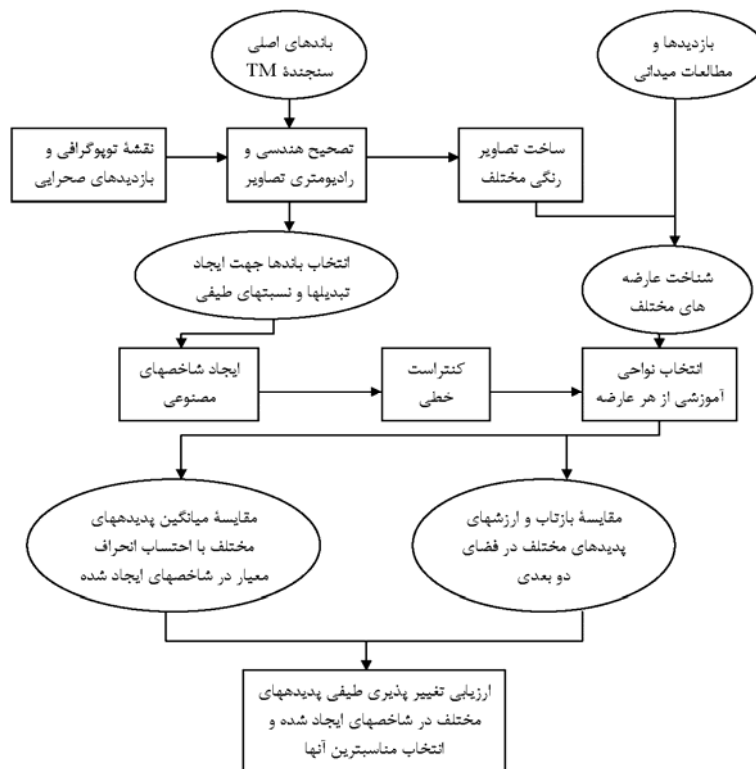 باندهای اصلی
سنجندهٔ TM
بازدیدها و
مطالعات میدانی
نقشهٔ توپوگرافی و
بازدیدهای صحرایی
تصحیح هندسی و
رادیومتری تصاویر
ساخت تصاویر
رنگی مختلف
انتخاب باندها جهت ایجاد
تبدیلها و نسبتهای طیفی
شناخت عارضه
های مختلف
ایجاد شاخصهای
مصنوعی
کنتراست
خطی
انتخاب نواحی
آموزشی از هر عارضه
مقایسهٔ میانگین پدیدههای
مختلف با احتساب انحراف
معیار در شاخصهای ایجاد شده
مقایسهٔ بازتاب و ارزشهای
پدیدهای مختلف در فضای
دو بعدی
ارزیابی تغییر پذیری طیفی پدیدههای
مختلف در شاخصهای ایجاد شده و
انتخاب مناسبترین آنها